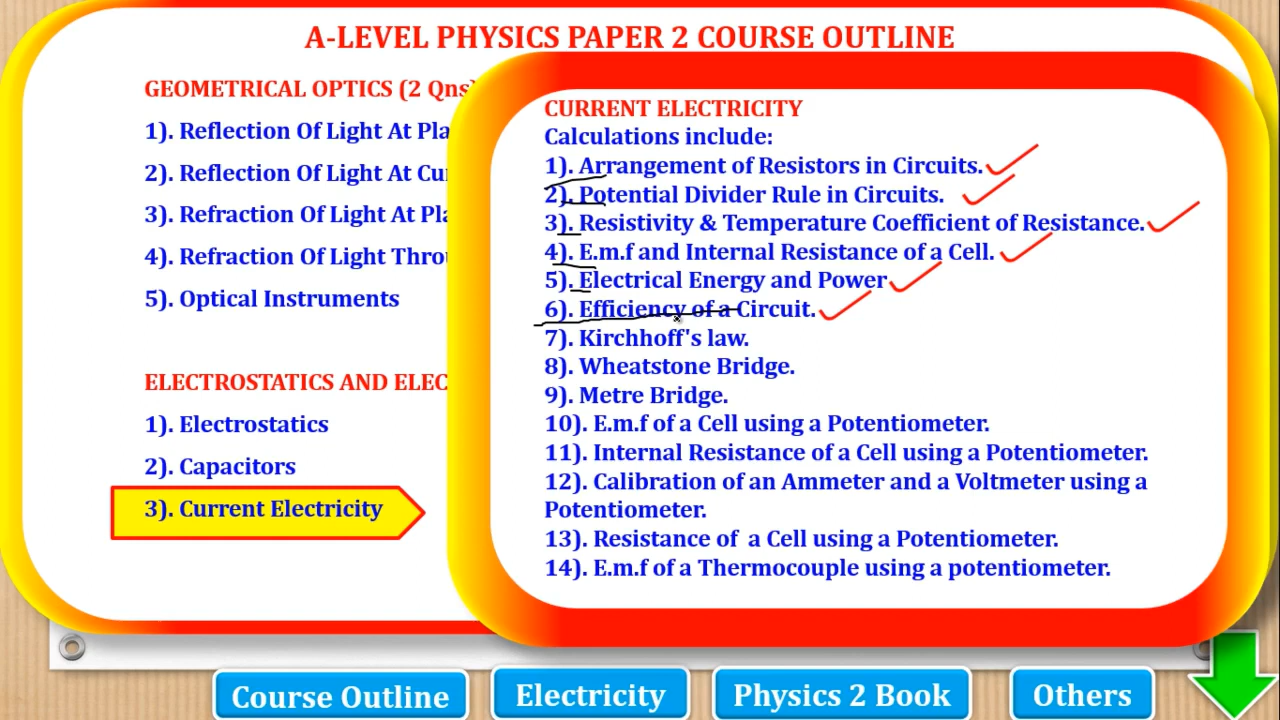 A-LEVEL PHYSICS PAPER 2 COURSE OUTLINE
GEOMETRICAL OPTICS (2 Qns)
1). Reflection Of Light At Pla
2). Reflection Of Light At Cu
3). Refraction Of Light At Pla
4). Refraction Of Light Thro
5). Optical Instruments
ELECTROSTATICS AND ELEC
1). Electrostatics
2). Capacitors
3). Current Electricity
CURRENT ELECTRICITY
Calculations include:
1). Arrangement of Resistors in Circuits.
2). Potential Divider Rule in Circuits.
3). Resistivity & Temperature Coefficient of Resistance.
4). E.m.f and Internal Resistance of a Cell.
5). Electrical Energy and Power
6). Efficiency of a Circuit.
7). Kirchhoff's law.
8). Wheatstone Bridge.
9). Metre Bridge.
10). E.m.f of a Cell using a Potentiometer.
11). Internal Resistance of a Cell using a Potentiometer.
12). Calibration of an Ammeter and a Voltmeter using a
Potentiometer.
13). Resistance of a Cell using a Potentiometer.
14). E.m.f of a Thermocouple using a potentiometer.
Course Outline
Electricity
Physics 2 Book
Others